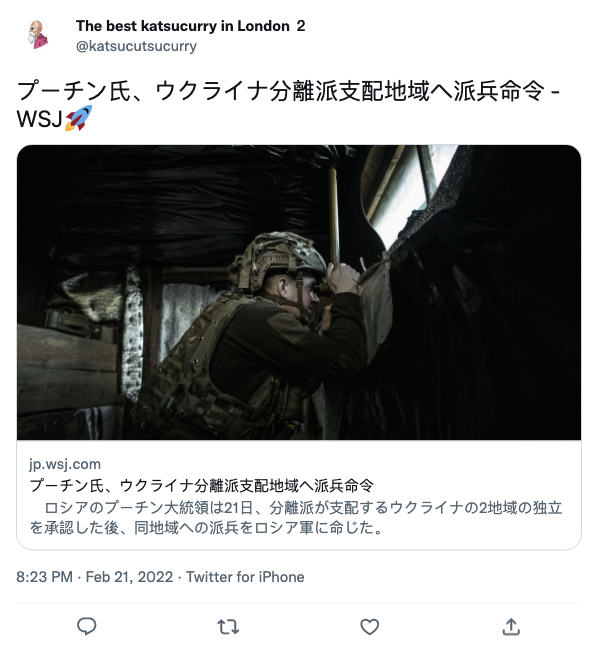 The best katsucurry in London 2
@katsucutsucurry
プーチン氏、ウクライナ分離派支配地域へ派兵命令 -
WSJ🚀
jp.wsj.com
プーチン氏、ウクライナ分離派支配地域へ派兵命令
ロシアのプーチン大統領は21日、分離派が支配するウクライナの2地域の独立
を承認した後、同地域への派兵をロシア軍に命じた。
8:23 PM · Feb 21, 2022 · Twitter for iPhone